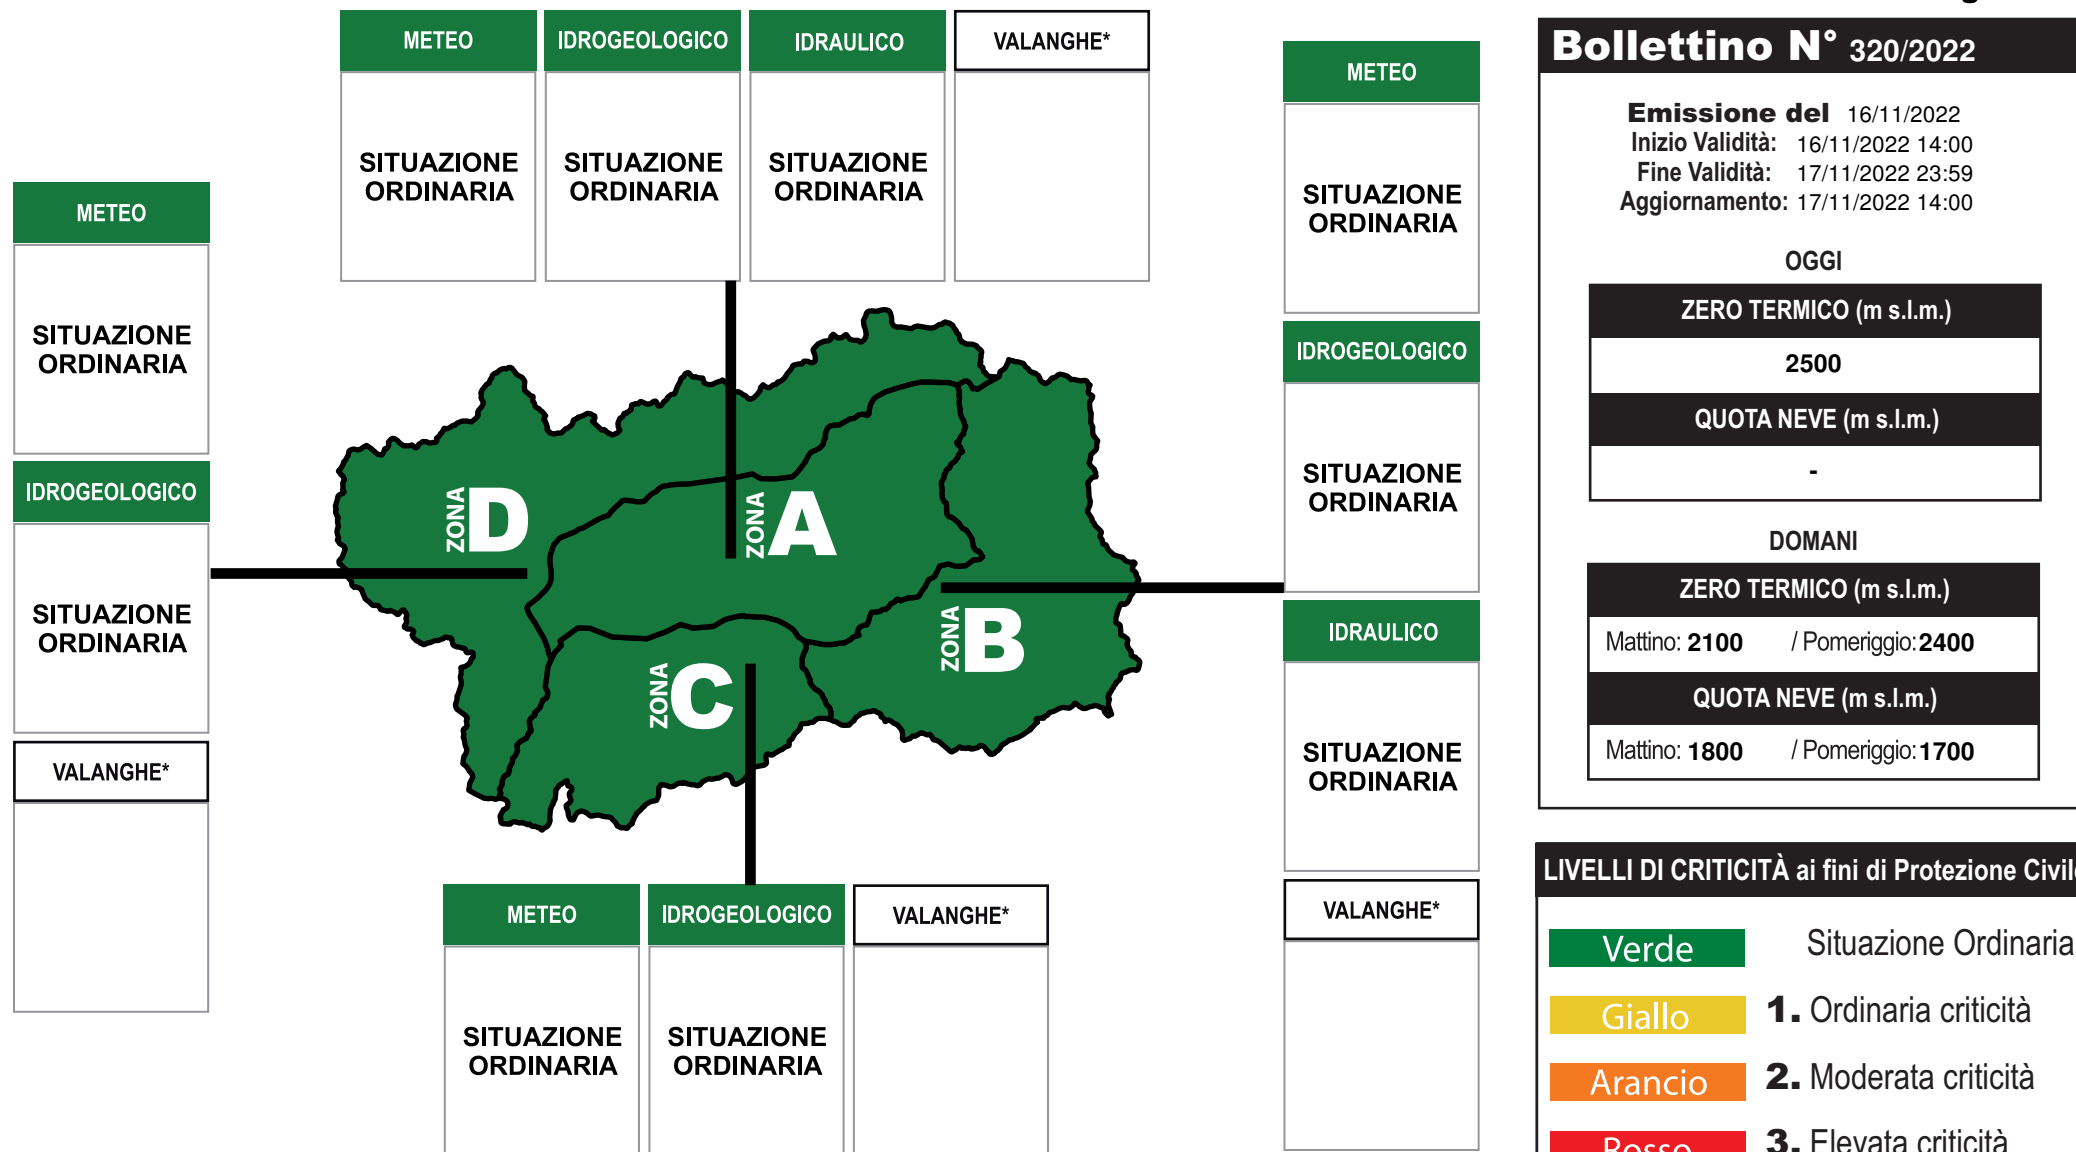 METEO IDROGEOLOGICO IDRAULICO VALANGHE*
SITUAZIONE ORDINARIA
SITUAZIONE ORDINARIA
SITUAZIONE ORDINARIA
METEO
SITUAZIONE
ORDINARIA
IDROGEOLOGICO
SITUAZIONE
ORDINARIA
VALANGHE*
ZONA D
ZONA A
ZONA B
ZONA C
METEO IDROGEOLOGICO VALANGHE*
SITUAZIONE ORDINARIA
SITUAZIONE ORDINARIA
METEO
SITUAZIONE
ORDINARIA
IDROGEOLOGICO
SITUAZIONE
ORDINARIA
IDRAULICO
SITUAZIONE
ORDINARIA
VALANGHE*
Bollettino N° 320/2022
Emissione del 16/11/2022
Inizio Validità: 16/11/2022 14:00
Fine Validità: 17/11/2022 23:59
Aggiornamento: 17/11/2022 14:00
OGGI
ZERO TERMICO (m s.l.m.)
2500
QUOTA NEVE (m s.l.m.)
-
DOMANI
ZERO TERMICO (m s.l.m.)
Mattino: 2100 / Pomeriggio: 2400
QUOTA NEVE (m s.l.m.)
Mattino: 1800 / Pomeriggio: 1700
LIVELLI DI CRITICITÀ ai fini di Protezione Civile
Verde Situazione Ordinaria
Giallo 1. Ordinaria criticità
Arancio 2. Moderata criticità
Rosso 3. Elevata criticità